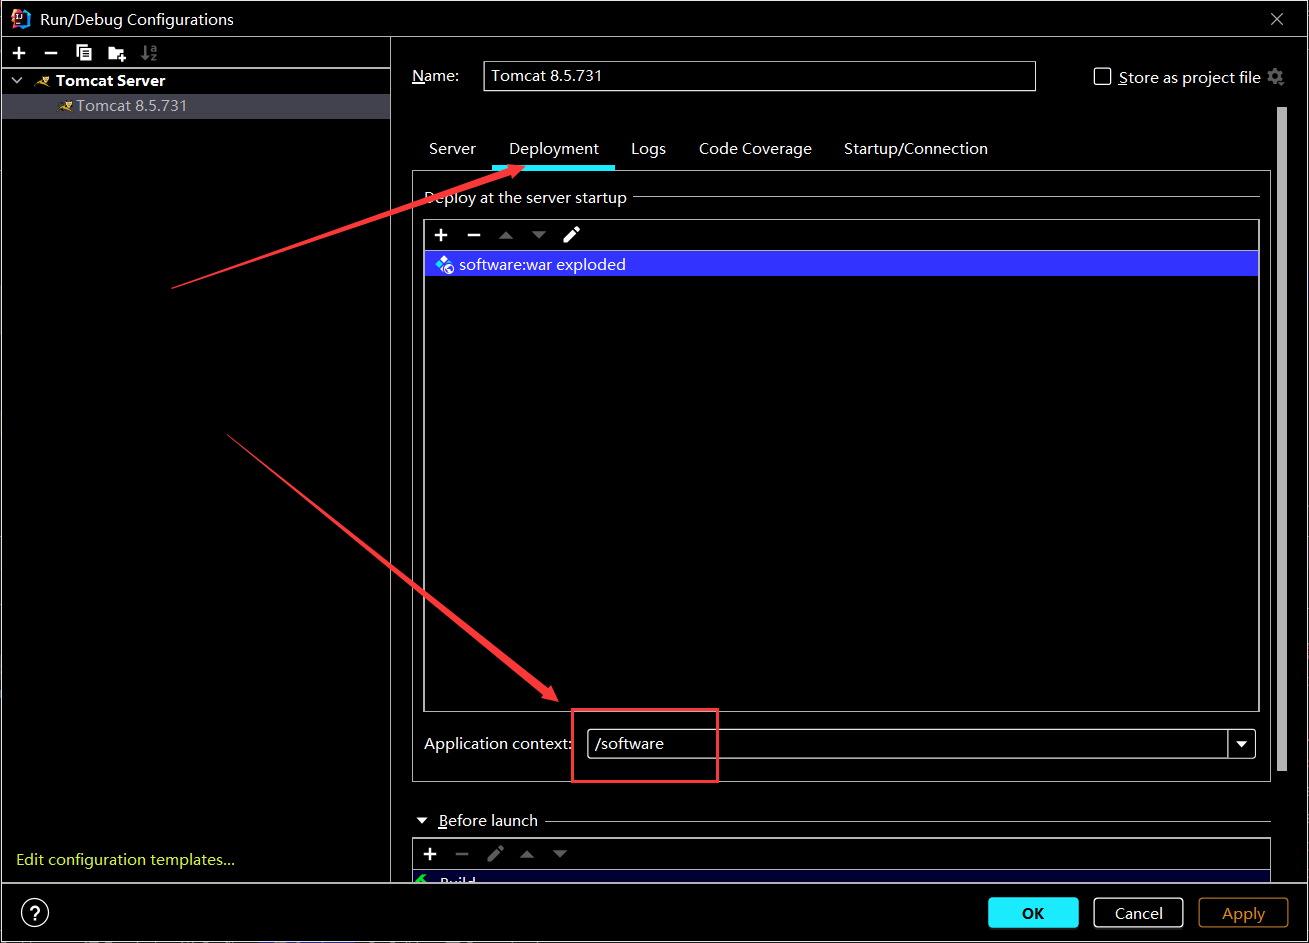 Run/Debug Configurations
Tomcat Server
Tomcat 8.5.731
Name: Tomcat 8.5.731 Store as project file
Server Deployment Logs Code Coverage Startup/Connection
Deploy at the server startup
software:war exploded
Application context: /software
Before launch
Build
Edit configuration templates...
? OK Cancel Apply